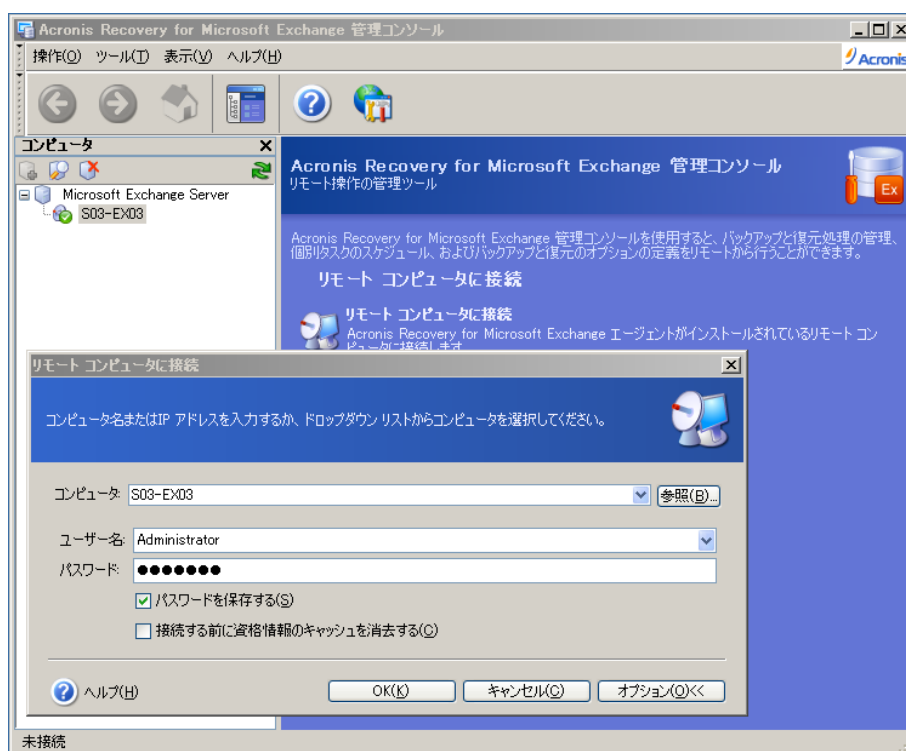 Acronis Recovery for Microsoft Exchange 管理コンソール
操作(O) ツール(T) 表示(V) ヘルプ(H)
Acronis
コンピュータ
Microsoft Exchange Server
S03-EX03
Acronis Recovery for Microsoft Exchange 管理コンソール
リモート操作の管理ツール
Ex
Acronis Recovery for Microsoft Exchange 管理コンソールを使用すると、バックアップと復元処理の管理、
個別タスクのスケジュール、およびバックアップと復元のオプションの定義をリモートから行うことができます。
リモート コンピュータに接続
リモート コンピュータに接続
Acronis Recovery for Microsoft Exchange エージェントがインストールされているリモート コン
ピュータに接続します
リモート コンピュータに接続
コンピュータ名またはIP アドレスを入力するか、ドロップダウン リストからコンピュータを選択してください。
コンピュータ: S03-EX03 参照(B)...
ユーザー名: Administrator
パスワード: ●●●●●●●
パスワードを保存する(S)
接続する前に資格情報のキャッシュを消去する(C)
ヘルプ(H) OK(K) キャンセル(C) オプション(O)<<
未接続